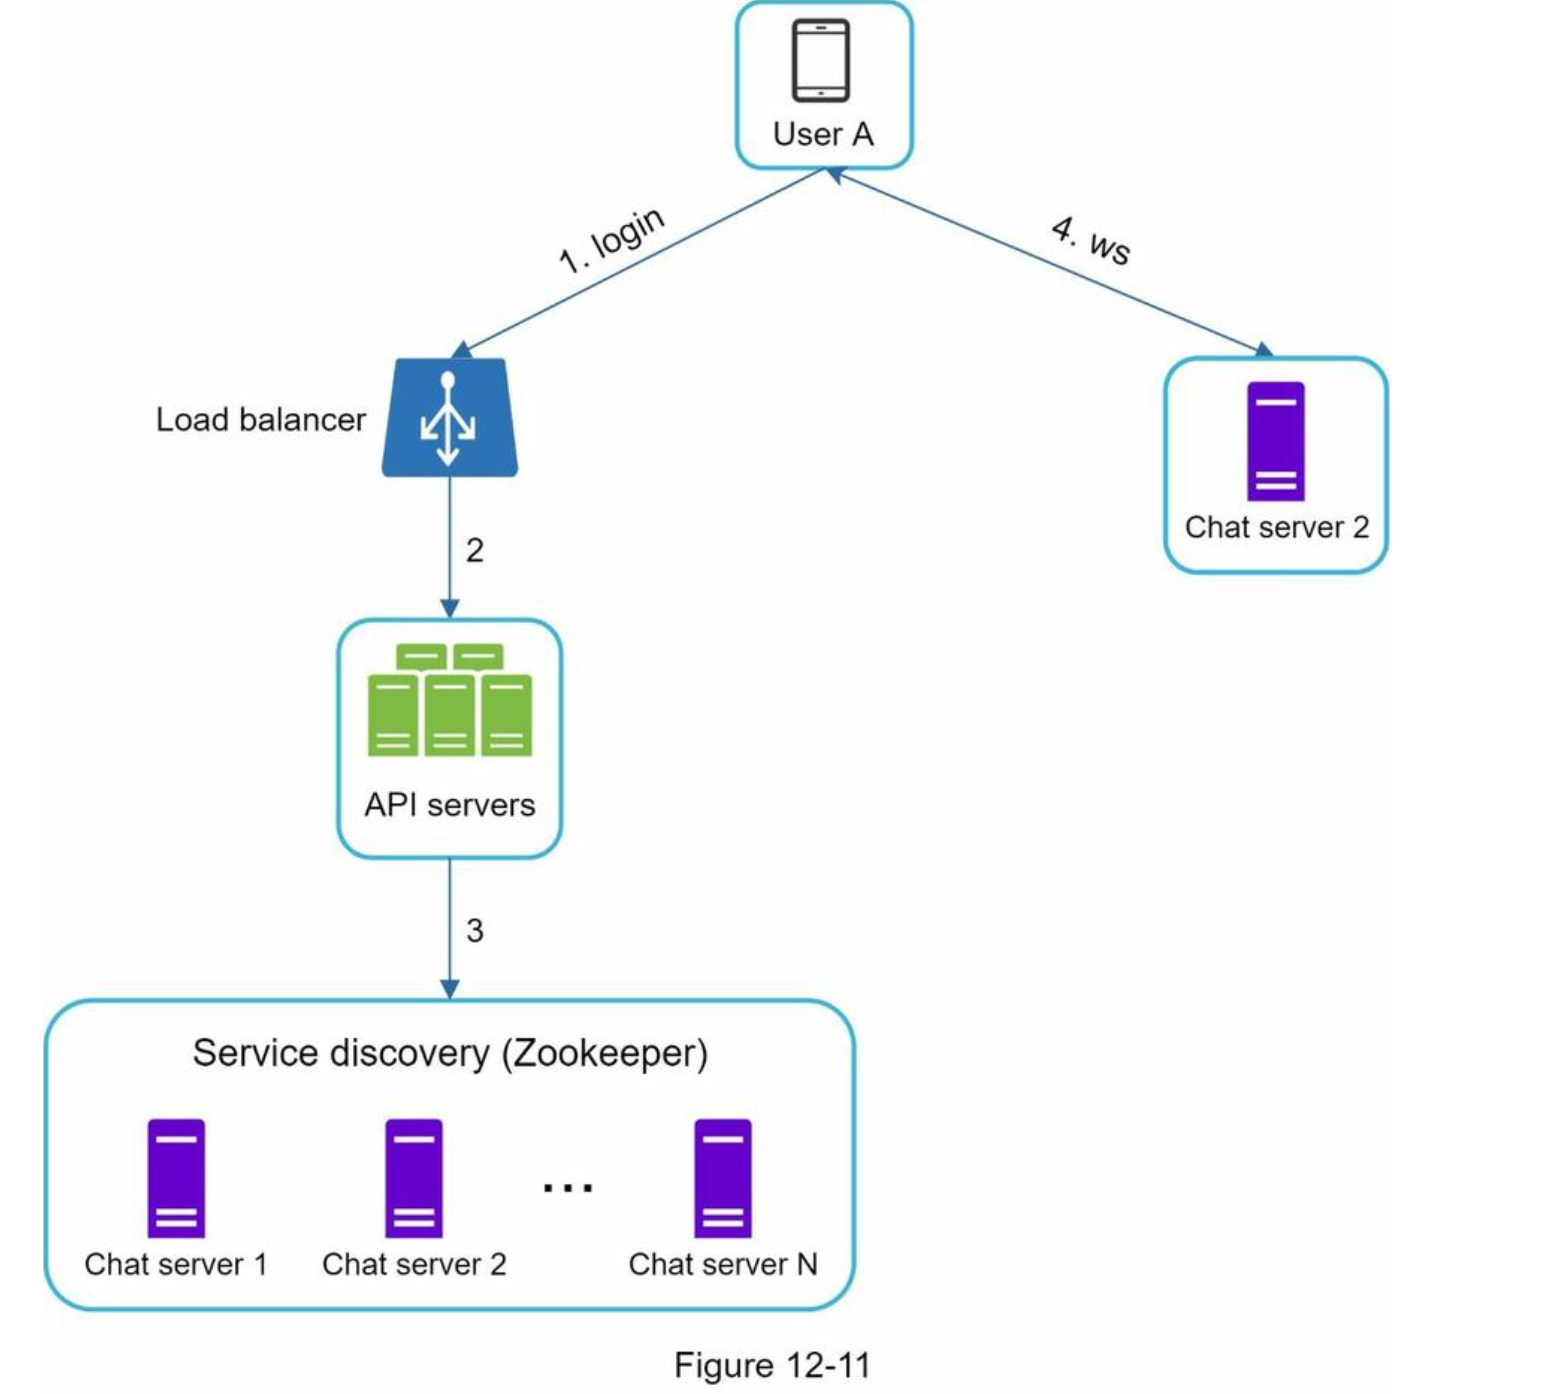 User A
1. login
4. ws
Load balancer
Chat server 2
2
API servers
3
Service discovery (Zookeeper)
...
Chat server 1
Chat server 2
Chat server N
Figure 12-11